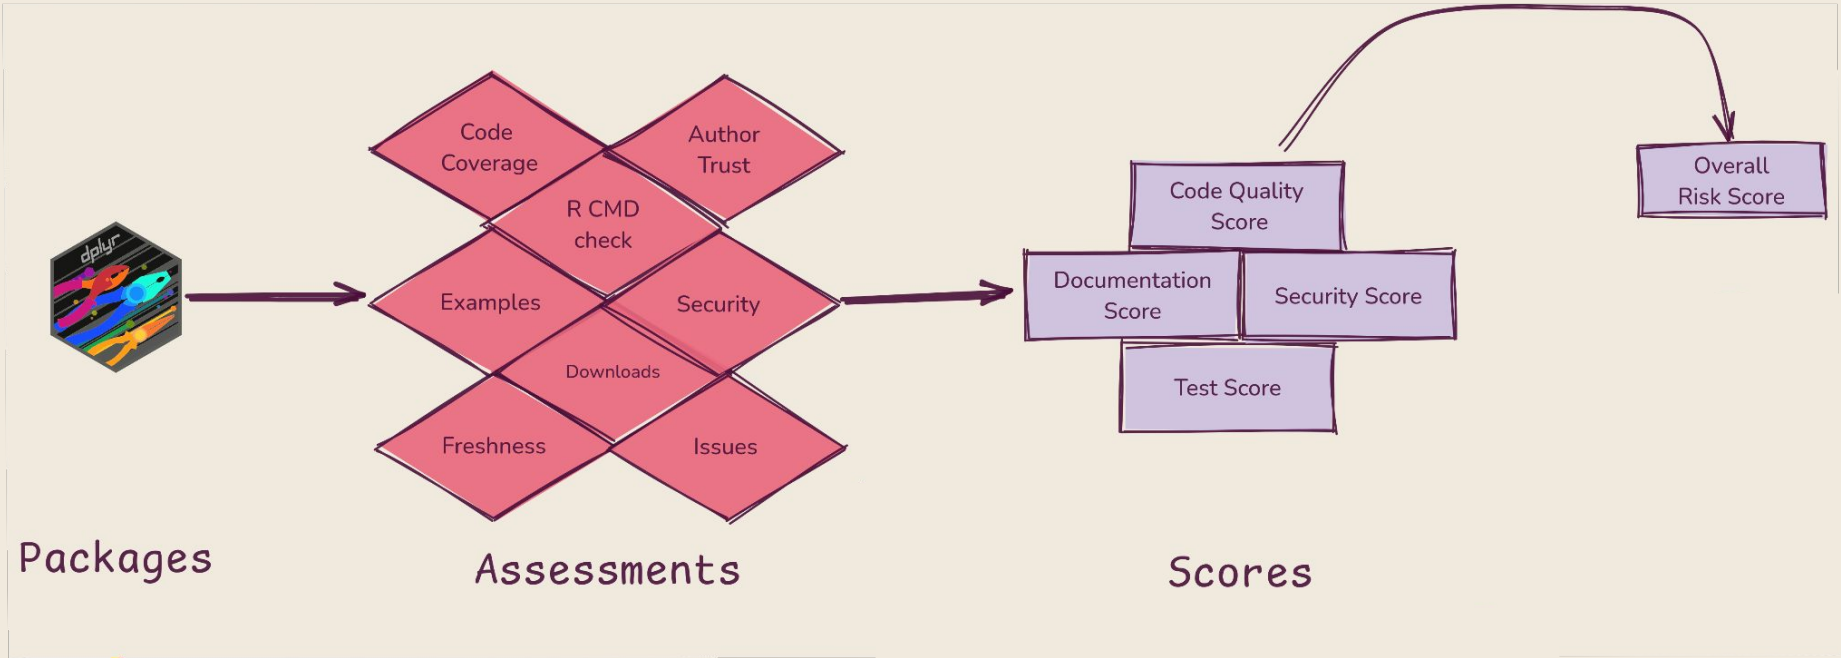 Code
Coverage
Author
Trust
R CMD
check
Examples
Security
Downloads
Freshness
Issues
dplyr
Code Quality
Score
Documentation
Score
Security Score
Test Score
Overall
Risk Score
Packages
Assessments
Scores